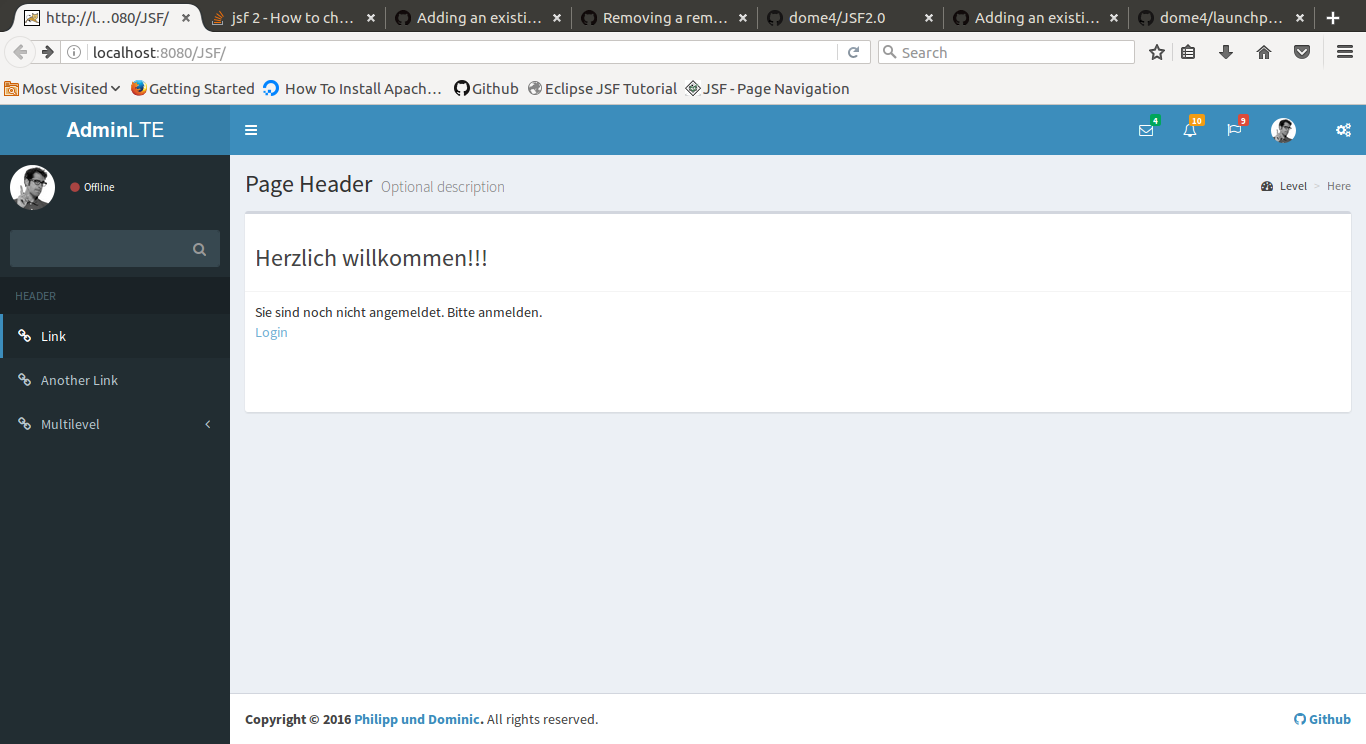 http://l...080/JSF/
jsf 2 - How to ch...
Adding an existi...
Removing a rem...
dome4/JSF2.0
Adding an existi...
dome4/launchp...
localhost:8080/JSF/
Search
Most Visited
Getting Started
How To Install Apach...
Github
Eclipse JSF Tutorial
JSF - Page Navigation
AdminLTE
4
10
9
Offline
Page Header Optional description
Level > Here
HEADER
Link
Another Link
Multilevel
Herzlich willkommen!!!
Sie sind noch nicht angemeldet. Bitte anmelden.
Login
Copyright © 2016 Philipp und Dominic. All rights reserved.
Github